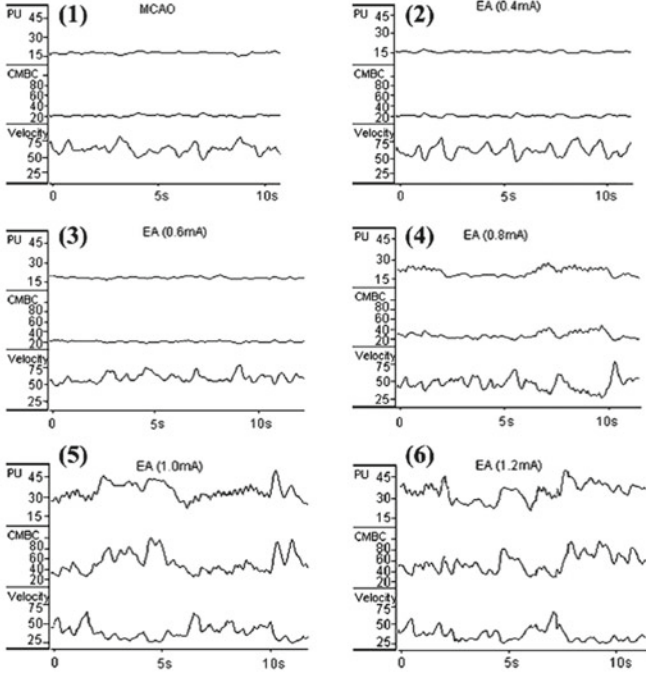 (1) MCAO
PU
45
30
15
CMBC
80
60
40
20
Velocity
75
50
25
0 5s 10s
(2) EA (0.4mA)
PU
45
30
15
CMBC
80
60
40
20
Velocity
75
50
25
0 5s 10s
(3) EA (0.6mA)
PU
45
30
15
CMBC
80
60
40
20
Velocity
75
50
25
0 5s 10s
(4) EA (0.8mA)
PU
45
30
15
CMBC
80
60
40
20
Velocity
75
50
25
0 5s 10s
(5) EA (1.0mA)
PU
45
30
15
CMBC
80
60
40
20
Velocity
75
50
25
0 5s 10s
(6) EA (1.2mA)
PU
45
30
15
CMBC
80
60
40
20
Velocity
75
50
25
0 5s 10s